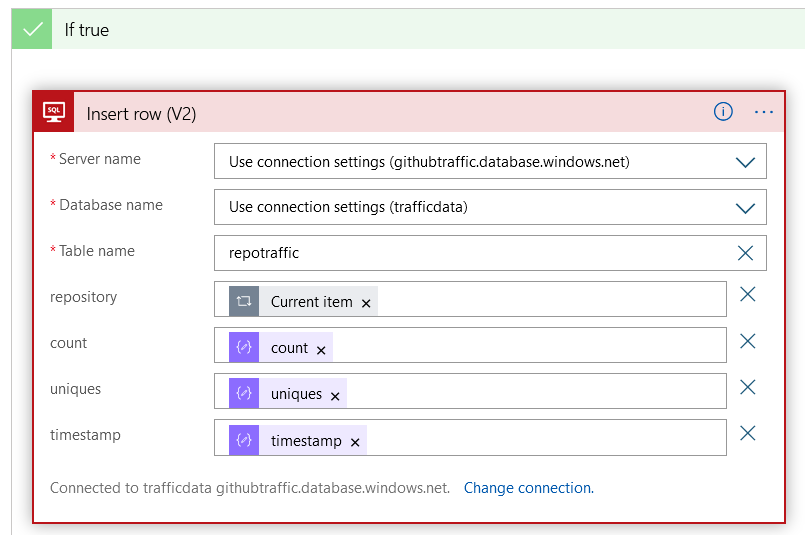 If true
SQL
Insert row (V2)
* Server name
Use connection settings (githubtraffic.database.windows.net)
* Database name
Use connection settings (trafficdata)
* Table name
repotraffic
repository
Current item
count
count
uniques
uniques
timestamp
timestamp
Connected to trafficdata githubtraffic.database.windows.net. Change connection.